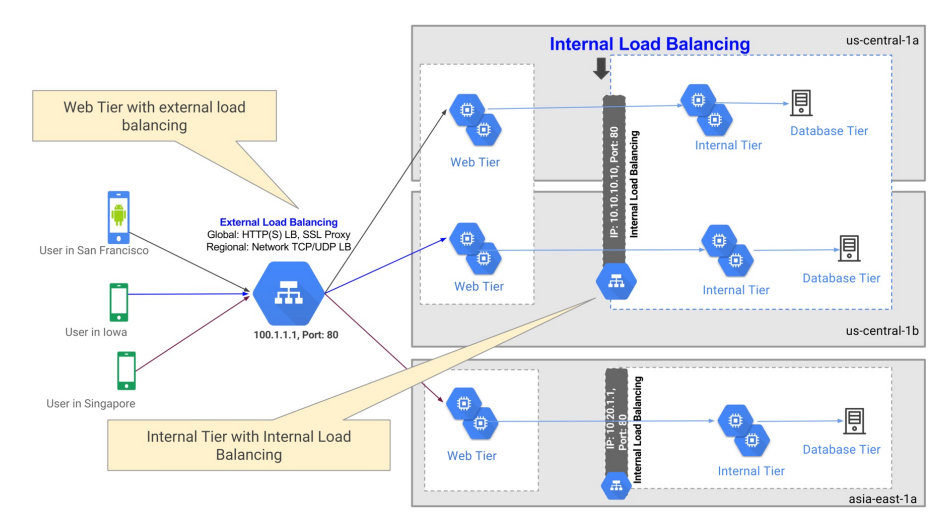 Internal Load Balancing
us-central-1a
Web Tier with external load
balancing
Web Tier
IP: 10.10.10.10, Port: 80
Internal Load Balancing
Internal Tier
Database Tier
External Load Balancing
Global: HTTP(S) LB, SSL Proxy
Regional: Network TCP/UDP LB
User in San Francisco
Web Tier
Internal Tier
Database Tier
User in Iowa
100.1.1.1, Port: 80
us-central-1b
User in Singapore
Internal Tier with Internal Load
Balancing
Web Tier
IP: 10.20.1.1,
Port: 80
Internal Load Balancing
Internal Tier
Database Tier
asia-east-1a